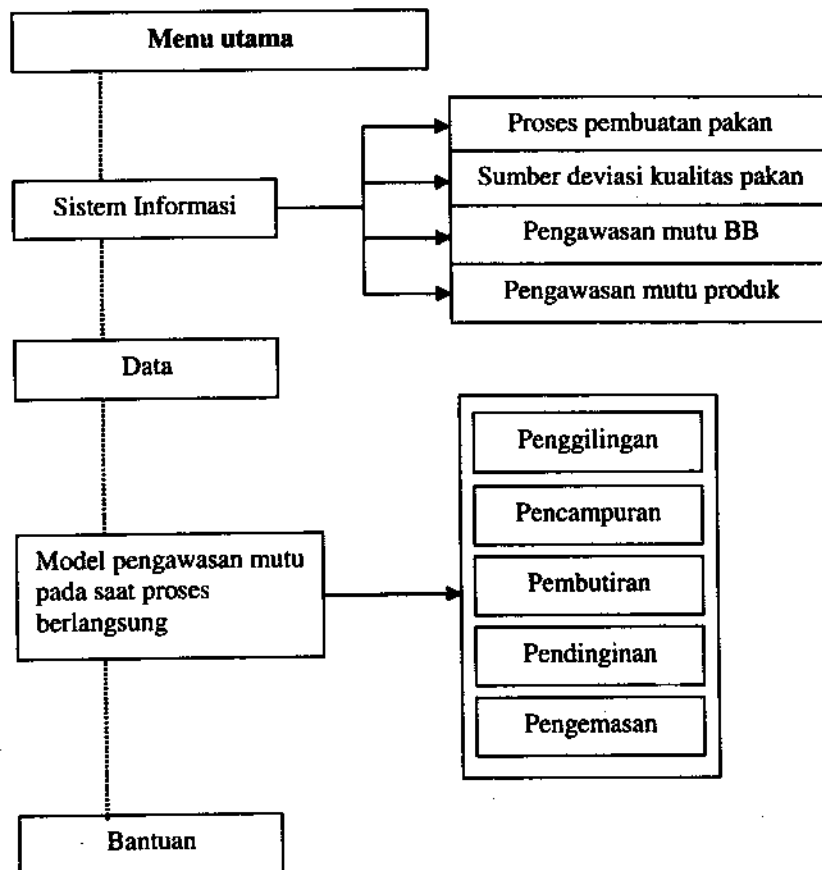 Menu utama
Sistem Informasi
Proses pembuatan pakan
Sumber deviasi kualitas pakan
Pengawasan mutu BB
Pengawasan mutu produk
Data
Model pengawasan mutu
pada saat proses
berlangsung
Penggilingan
Pencampuran
Pembutiran
Pendinginan
Pengemasan
Bantuan